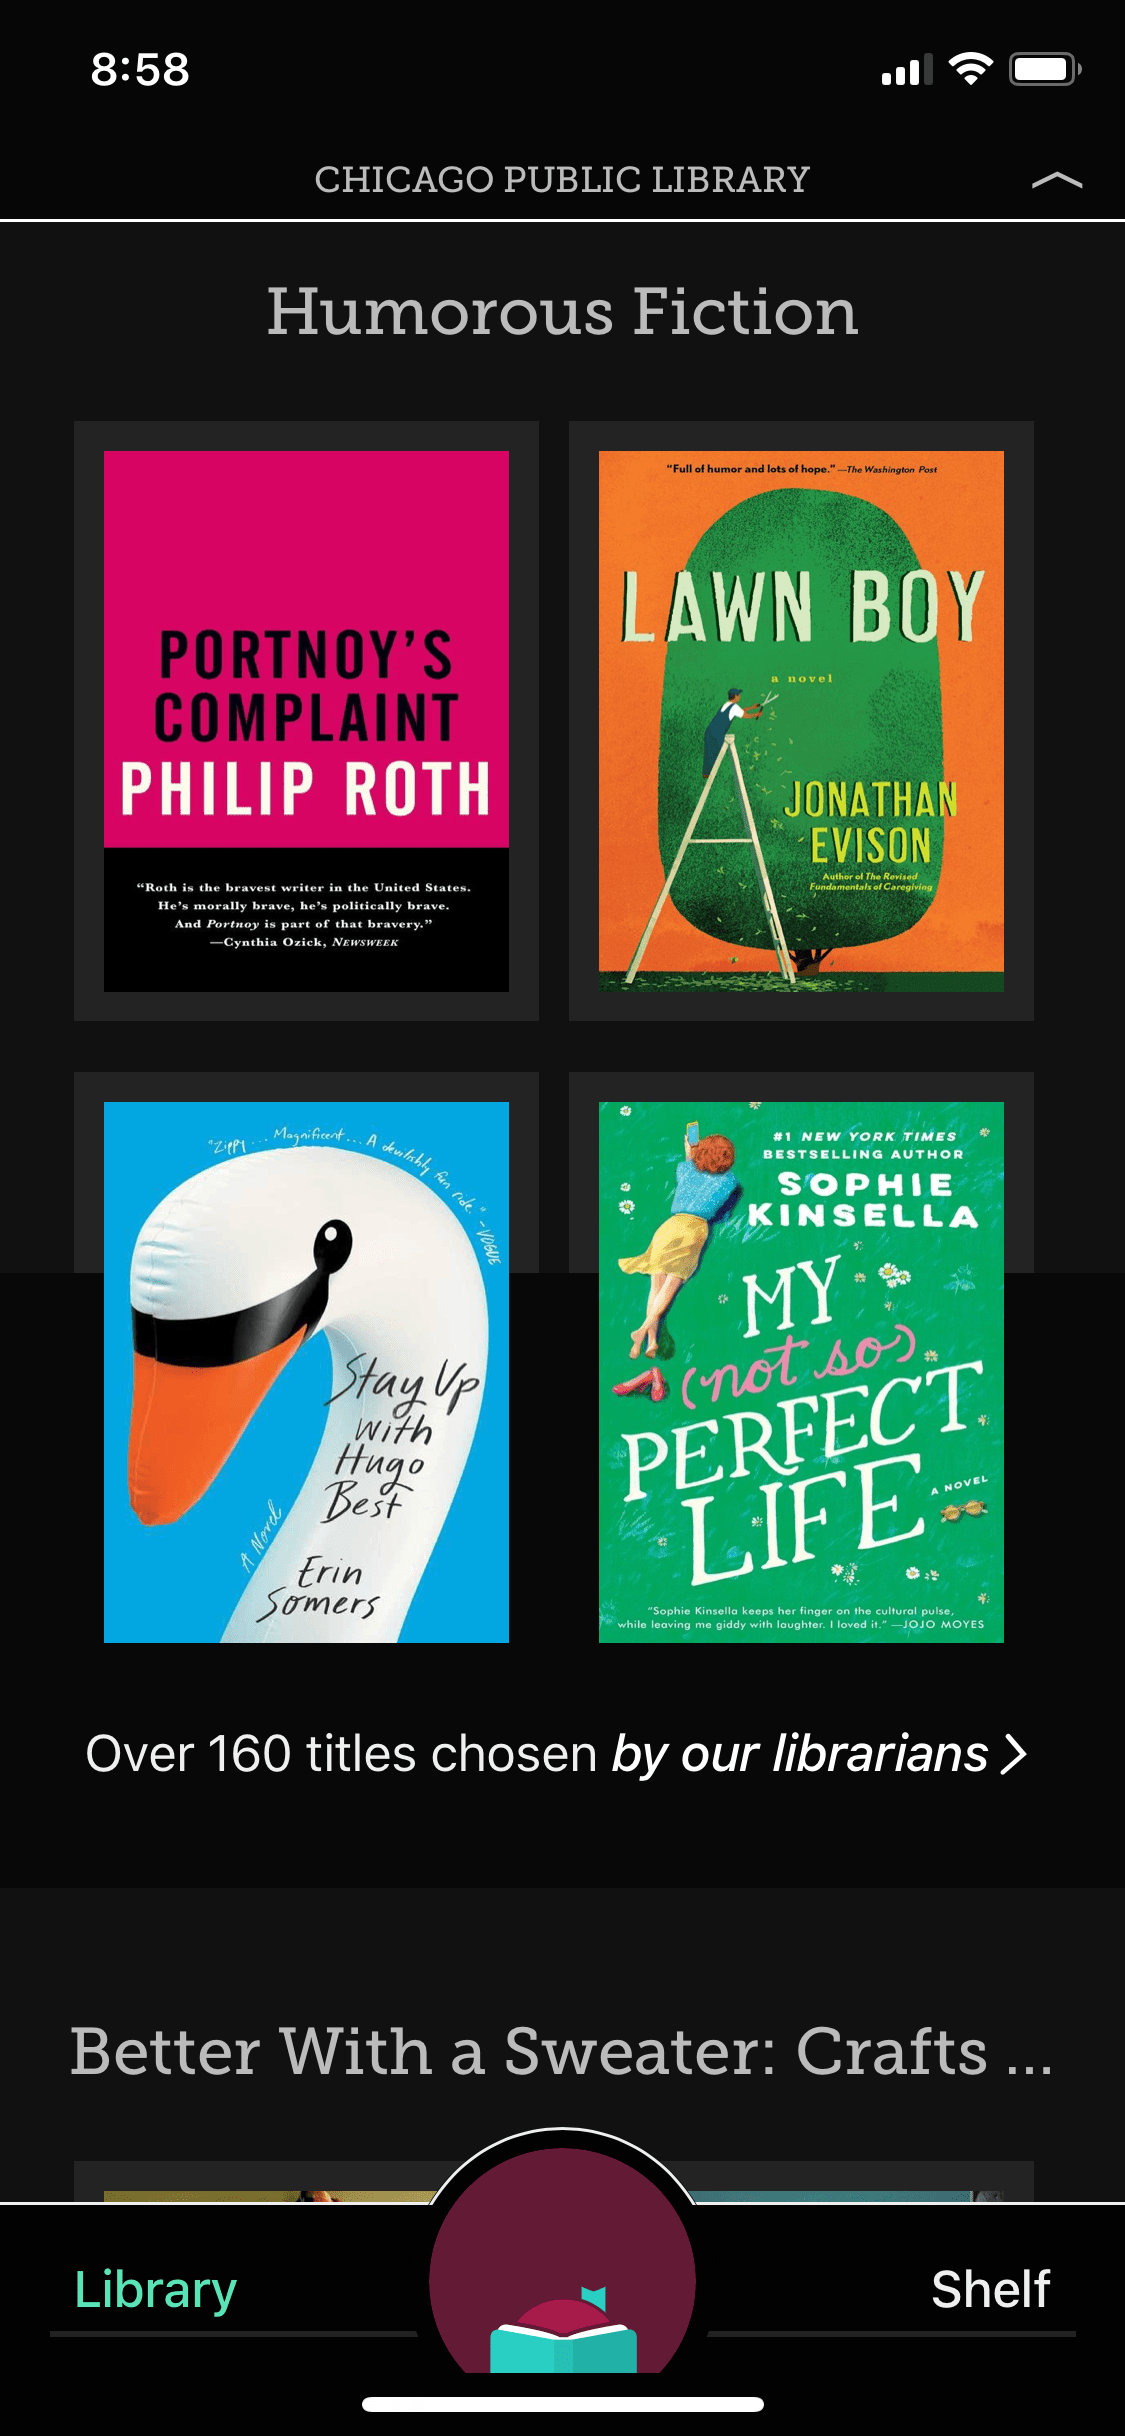 8:58
CHICAGO PUBLIC LIBRARY
Humorous Fiction
PORTNOY'S
COMPLAINT
PHILIP ROTH
“Roth is the bravest writer in the United States.
He’s morally brave, he’s politically brave.
And Portnoy is part of that bravery.”
—Cynthia Ozick, NEWSWEEK
“Full of humor and lots of hope.” —The Washington Post
LAWN BOY
a novel
JONATHAN
EVISON
Author of The Revised
Fundamentals of Caregiving
“Zippy... Magnificent... A devilishly fun ride.” –VOGUE
Stay Up
With
Hugo
Best
A Novel
Erin
Somers
#1 NEW YORK TIMES
BESTSELLING AUTHOR
SOPHIE
KINSELLA
MY
(not so)
PERFECT
LIFE
A NOVEL
“Sophie Kinsella keeps her finger on the cultural pulse,
while leaving me giddy with laughter. I loved it.” —JOJO MOYES
Over 160 titles chosen by our librarians
Better With a Sweater: Crafts ...
Library
Shelf